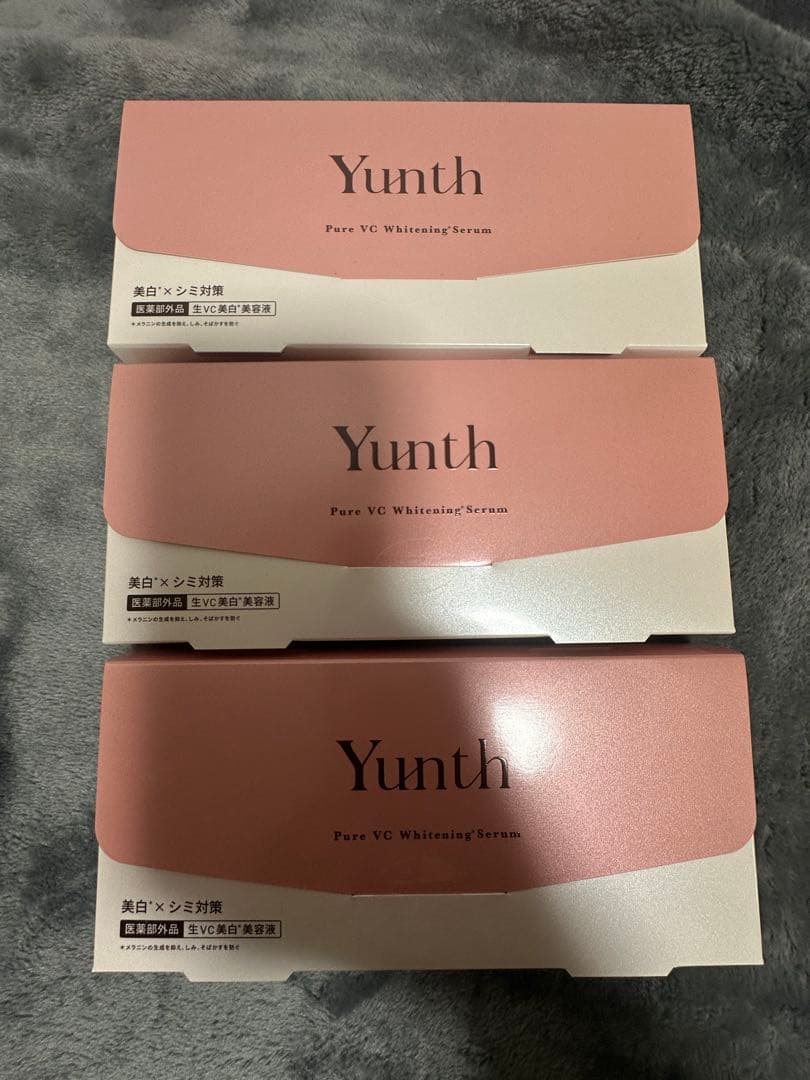 Yunth
Pure VC Whitening*Serum
美白*×シミ対策
医薬部外品 生VC美白*美容液
*メラニンの生成を抑え、しみ、そばかすを防ぐ
Yunth
Pure VC Whitening*Serum
美白*×シミ対策
医薬部外品 生VC美白*美容液
*メラニンの生成を抑え、しみ、そばかすを防ぐ
Yunth
Pure VC Whitening*Serum
美白*×シミ対策
医薬部外品 生VC美白*美容液
*メラニンの生成を抑え、しみ、そばかすを防ぐ